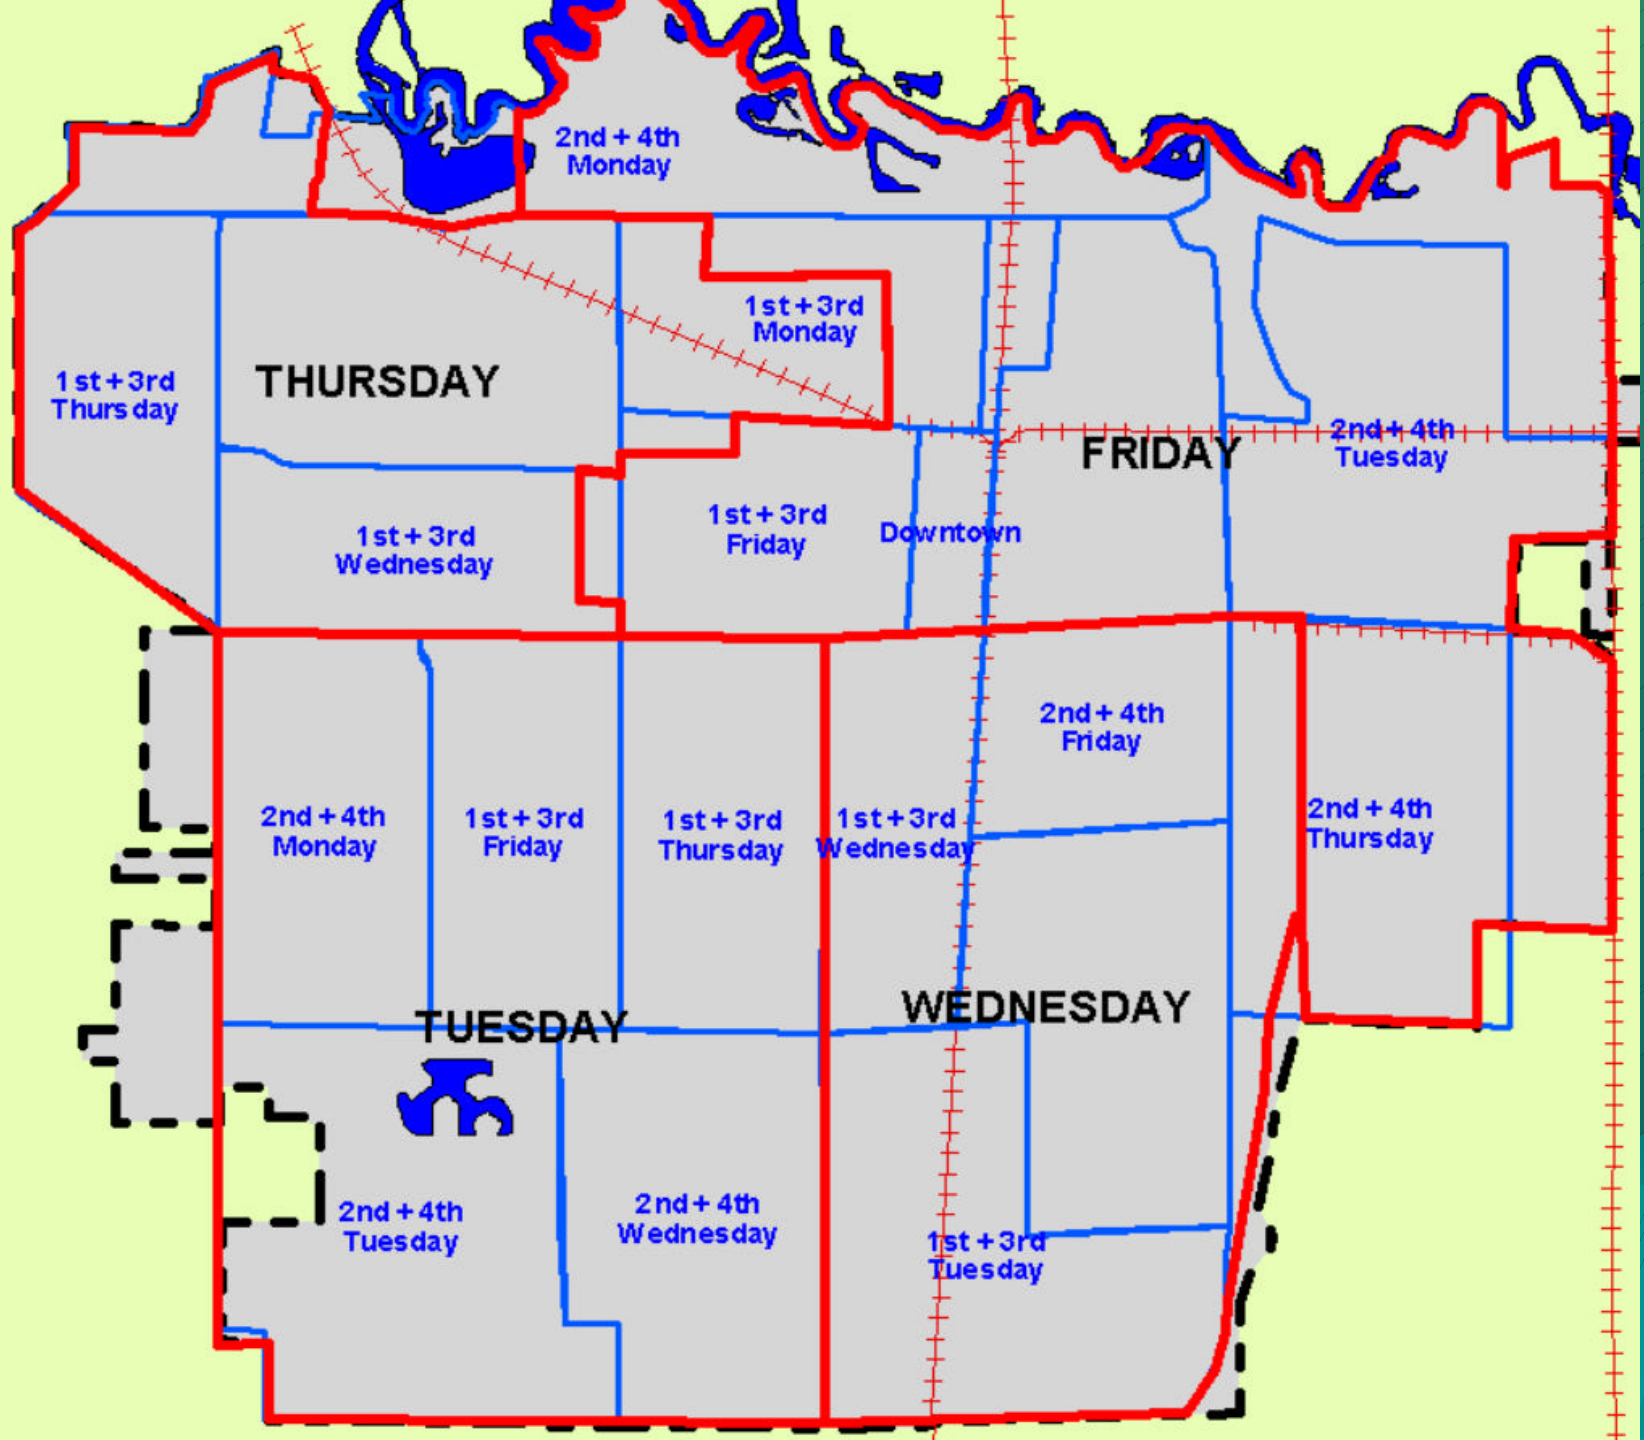 2nd + 4th
Monday
1st + 3rd
Monday
1st + 3rd
Thursday
THURSDAY
FRIDAY
2nd + 4th
Tuesday
1st + 3rd
Wednesday
1st + 3rd
Friday
Downtown
2nd + 4th
Friday
2nd + 4th
Monday
1st + 3rd
Friday
1st + 3rd
Thursday
1st + 3rd
Wednesday
2nd + 4th
Thursday
TUESDAY
WEDNESDAY
2nd + 4th
Tuesday
2nd + 4th
Wednesday
1st + 3rd
Tuesday